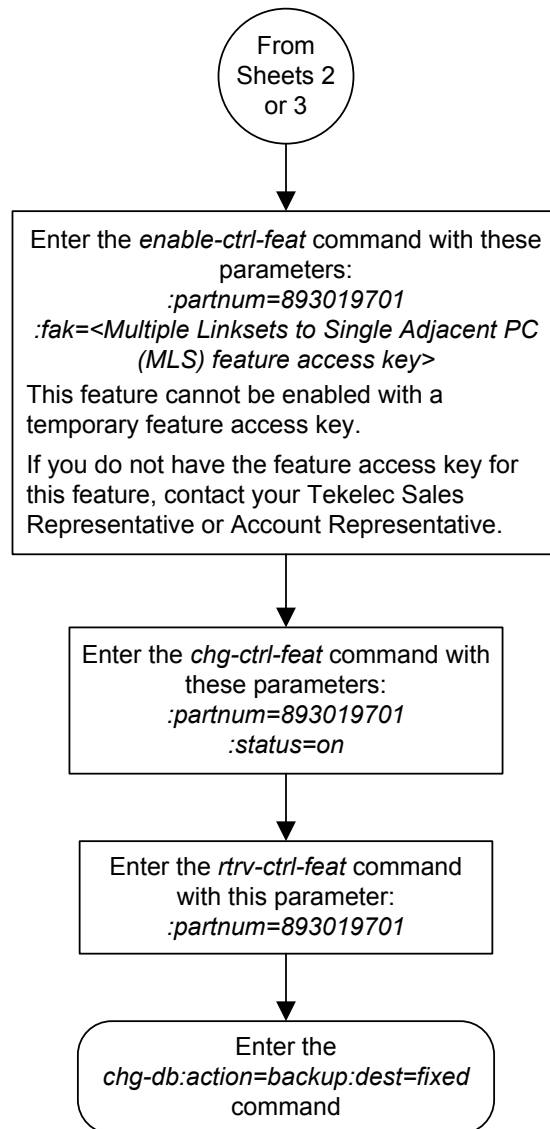 From
Sheets 2
or 3
Enter the enable-ctrl-feat command with these
parameters:
:partnum=893019701
:fak=<Multiple Linksets to Single Adjacent PC
(MLS) feature access key>
This feature cannot be enabled with a
temporary feature access key.
If you do not have the feature access key for
this feature, contact your Tekelec Sales
Representative or Account Representative.
Enter the chg-ctrl-feat command with
these parameters:
:partnum=893019701
:status=on
Enter the rtrv-ctrl-feat command
with this parameter:
:partnum=893019701
Enter the
chg-db:action=backup:dest=fixed
command